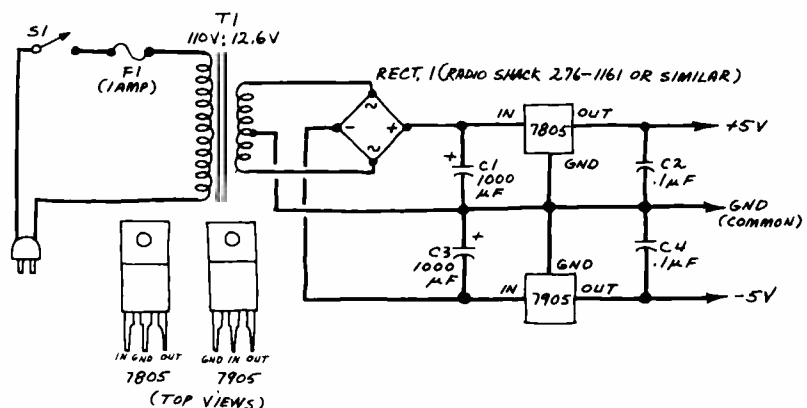 S1
T1
110V: 12.6V
F1
(1AMP)
RECT. 1 (RADIO SHACK 276-1161 OR SIMILAR)
~
-
+
~
IN
7805
OUT
+5V
GND
+
C1
1000
µF
C2
.1µF
GND
(COMMON)
+
C3
1000
µF
GND
C4
.1µF
IN
7905
OUT
-5V
IN GND OUT
7805
GND IN OUT
7905
(TOP VIEWS)